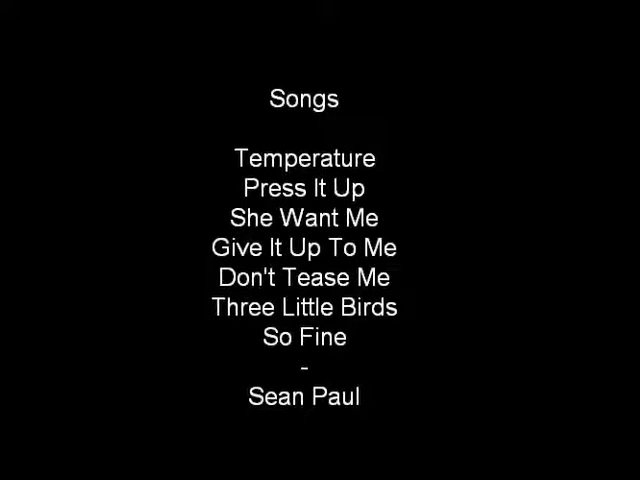 Songs
Temperature
Press It Up
She Want Me
Give It Up To Me
Don't Tease Me
Three Little Birds
So Fine
-
Sean Paul